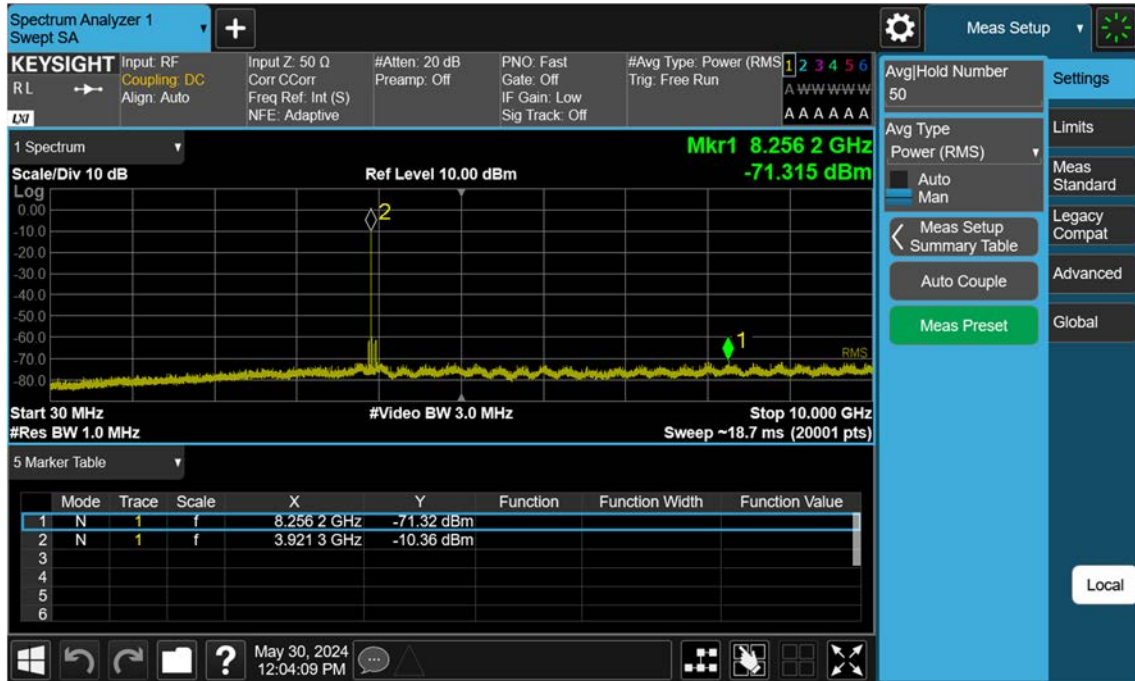 Spectrum Analyzer 1
Swept SA
+
Meas Setup
KEYSIGHT
R L
LXI
Input: RF
Coupling: DC
Align: Auto
Input Z: 50 Ω
Corr CCorr
Freq Ref: Int (S)
NFE: Adaptive
#Atten: 20 dB
Preamp: Off
PNO: Fast
Gate: Off
IF Gain: Low
Sig Track: Off
#Avg Type: Power (RMS
Trig: Free Run
1 2 3 4 5 6
A W W W W W
A A A A A A
1 Spectrum
Mkr1 8.256 2 GHz
-71.315 dBm
Scale/Div 10 dB
Ref Level 10.00 dBm
Log
0.00
-10.0
-20.0
-30.0
-40.0
-50.0
-60.0
-70.0
-80.0
2
1
RMS
Start 30 MHz
#Video BW 3.0 MHz
Stop 10.000 GHz
#Res BW 1.0 MHz
Sweep ~18.7 ms (20001 pts)
5 Marker Table
Mode Trace Scale X Y Function Function Width Function Value
1 N 1 f 8.256 2 GHz -71.32 dBm
2 N 1 f 3.921 3 GHz -10.36 dBm
3
4
5
6
Avg|Hold Number
50
Avg Type
Power (RMS)
Auto
Man
Meas Setup
Summary Table
Auto Couple
Meas Preset
Settings
Limits
Meas
Standard
Legacy
Compat
Advanced
Global
Local
?
May 30, 2024
12:04:09 PM